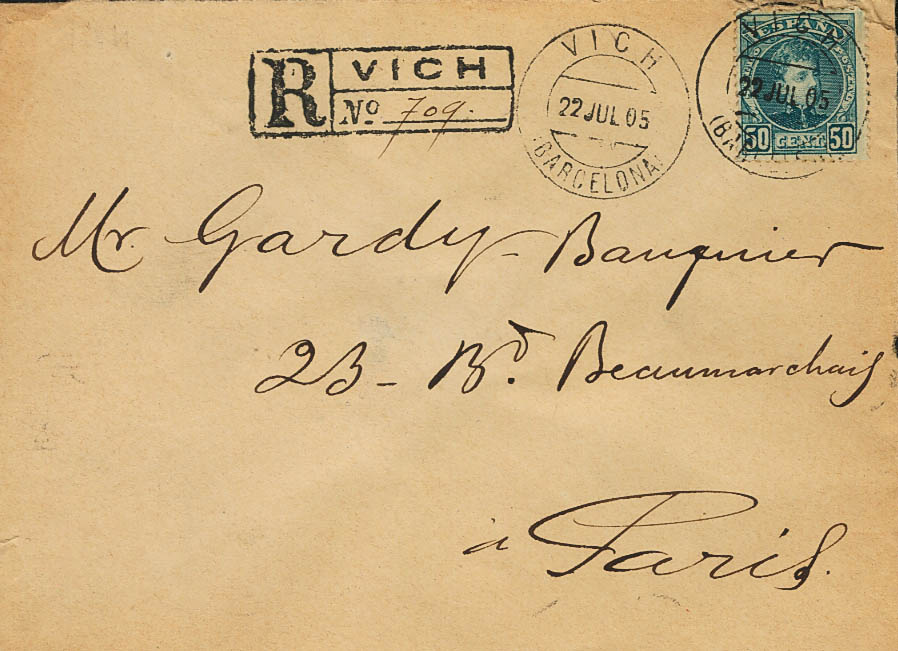 R VICH
Nº 709.
VICH
22 JUL 05
(BARCELONA)
ESPAÑA
22 JUL 05
50 CENT 50
Mr. Gardy - Banquier
23 - Bd. Beaumarchais
à Paris.